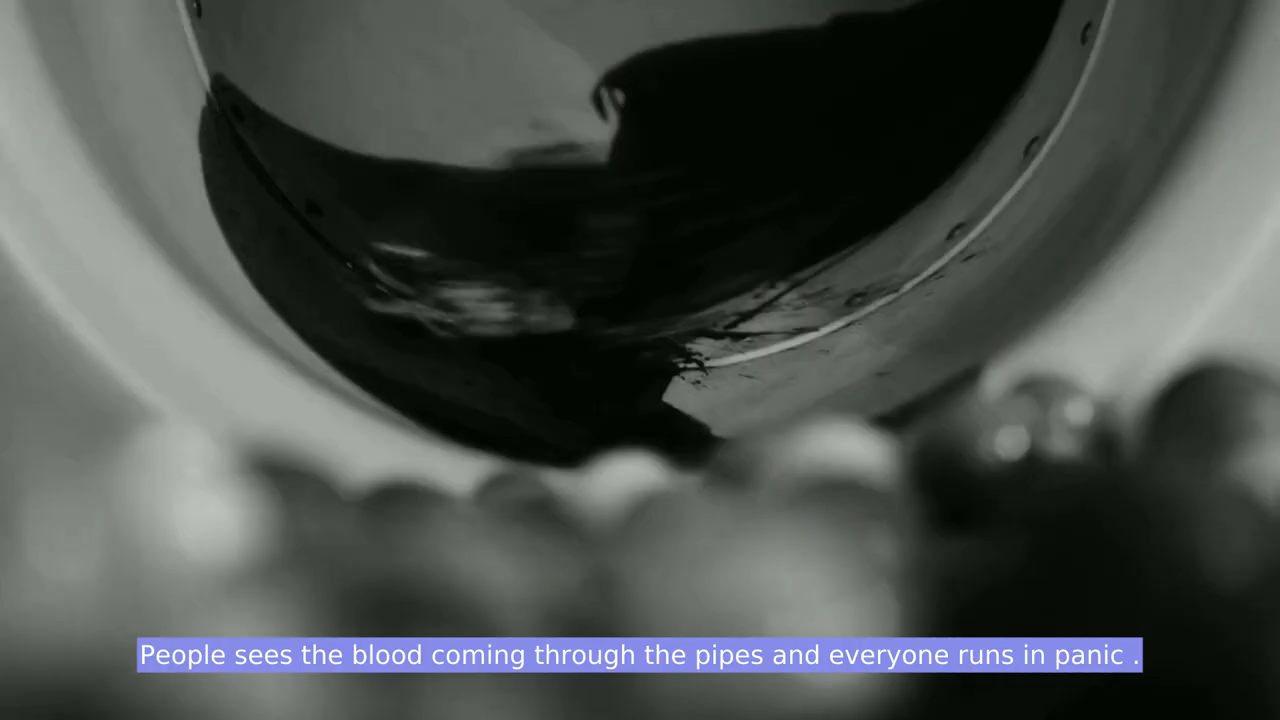 People sees the blood coming through the pipes and everyone runs in panic .